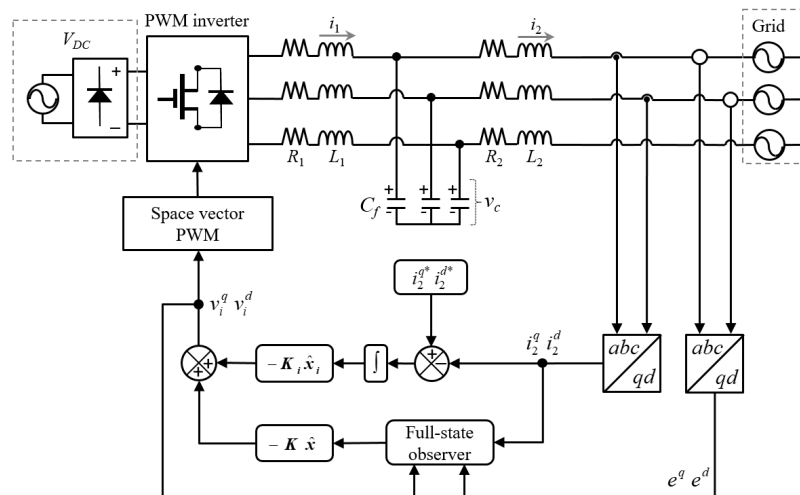 PWM inverter
V_DC
i_1
i_2
Grid
+
−
R_1 L_1
R_2 L_2
+ + +
C_f
- - -
v_c
Space vector
PWM
i_2^{q*} i_2^{d*}
v_i^q v_i^d
i_2^q i_2^d
abc
qd
abc
qd
+
+
− K_i x̂_i
∫
+
−
− K x̂
Full-state
observer
e^q e^d